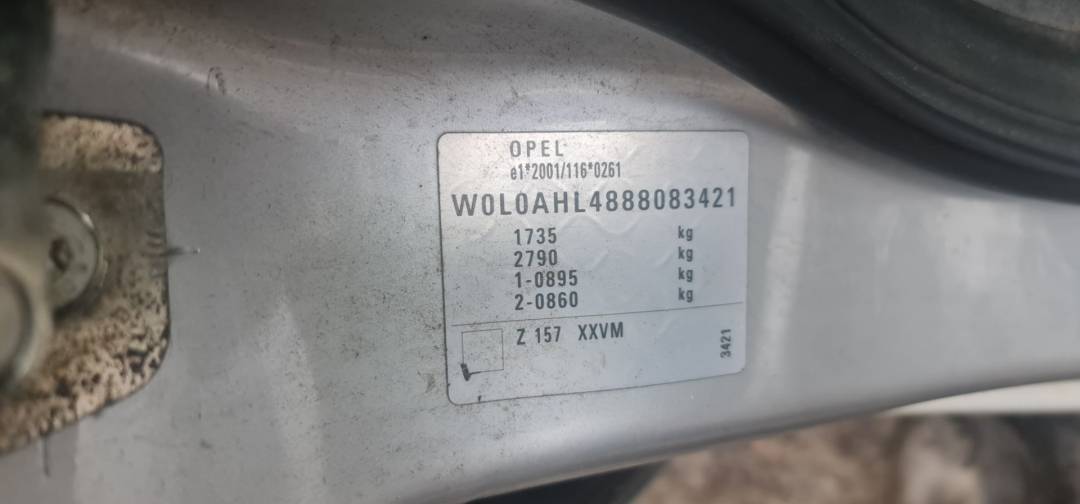 OPEL
e1*2001/116*0261
W0L0AHL4888083421
1735 kg
2790 kg
1-0895 kg
2-0860 kg
Z 157 XXVM
3421